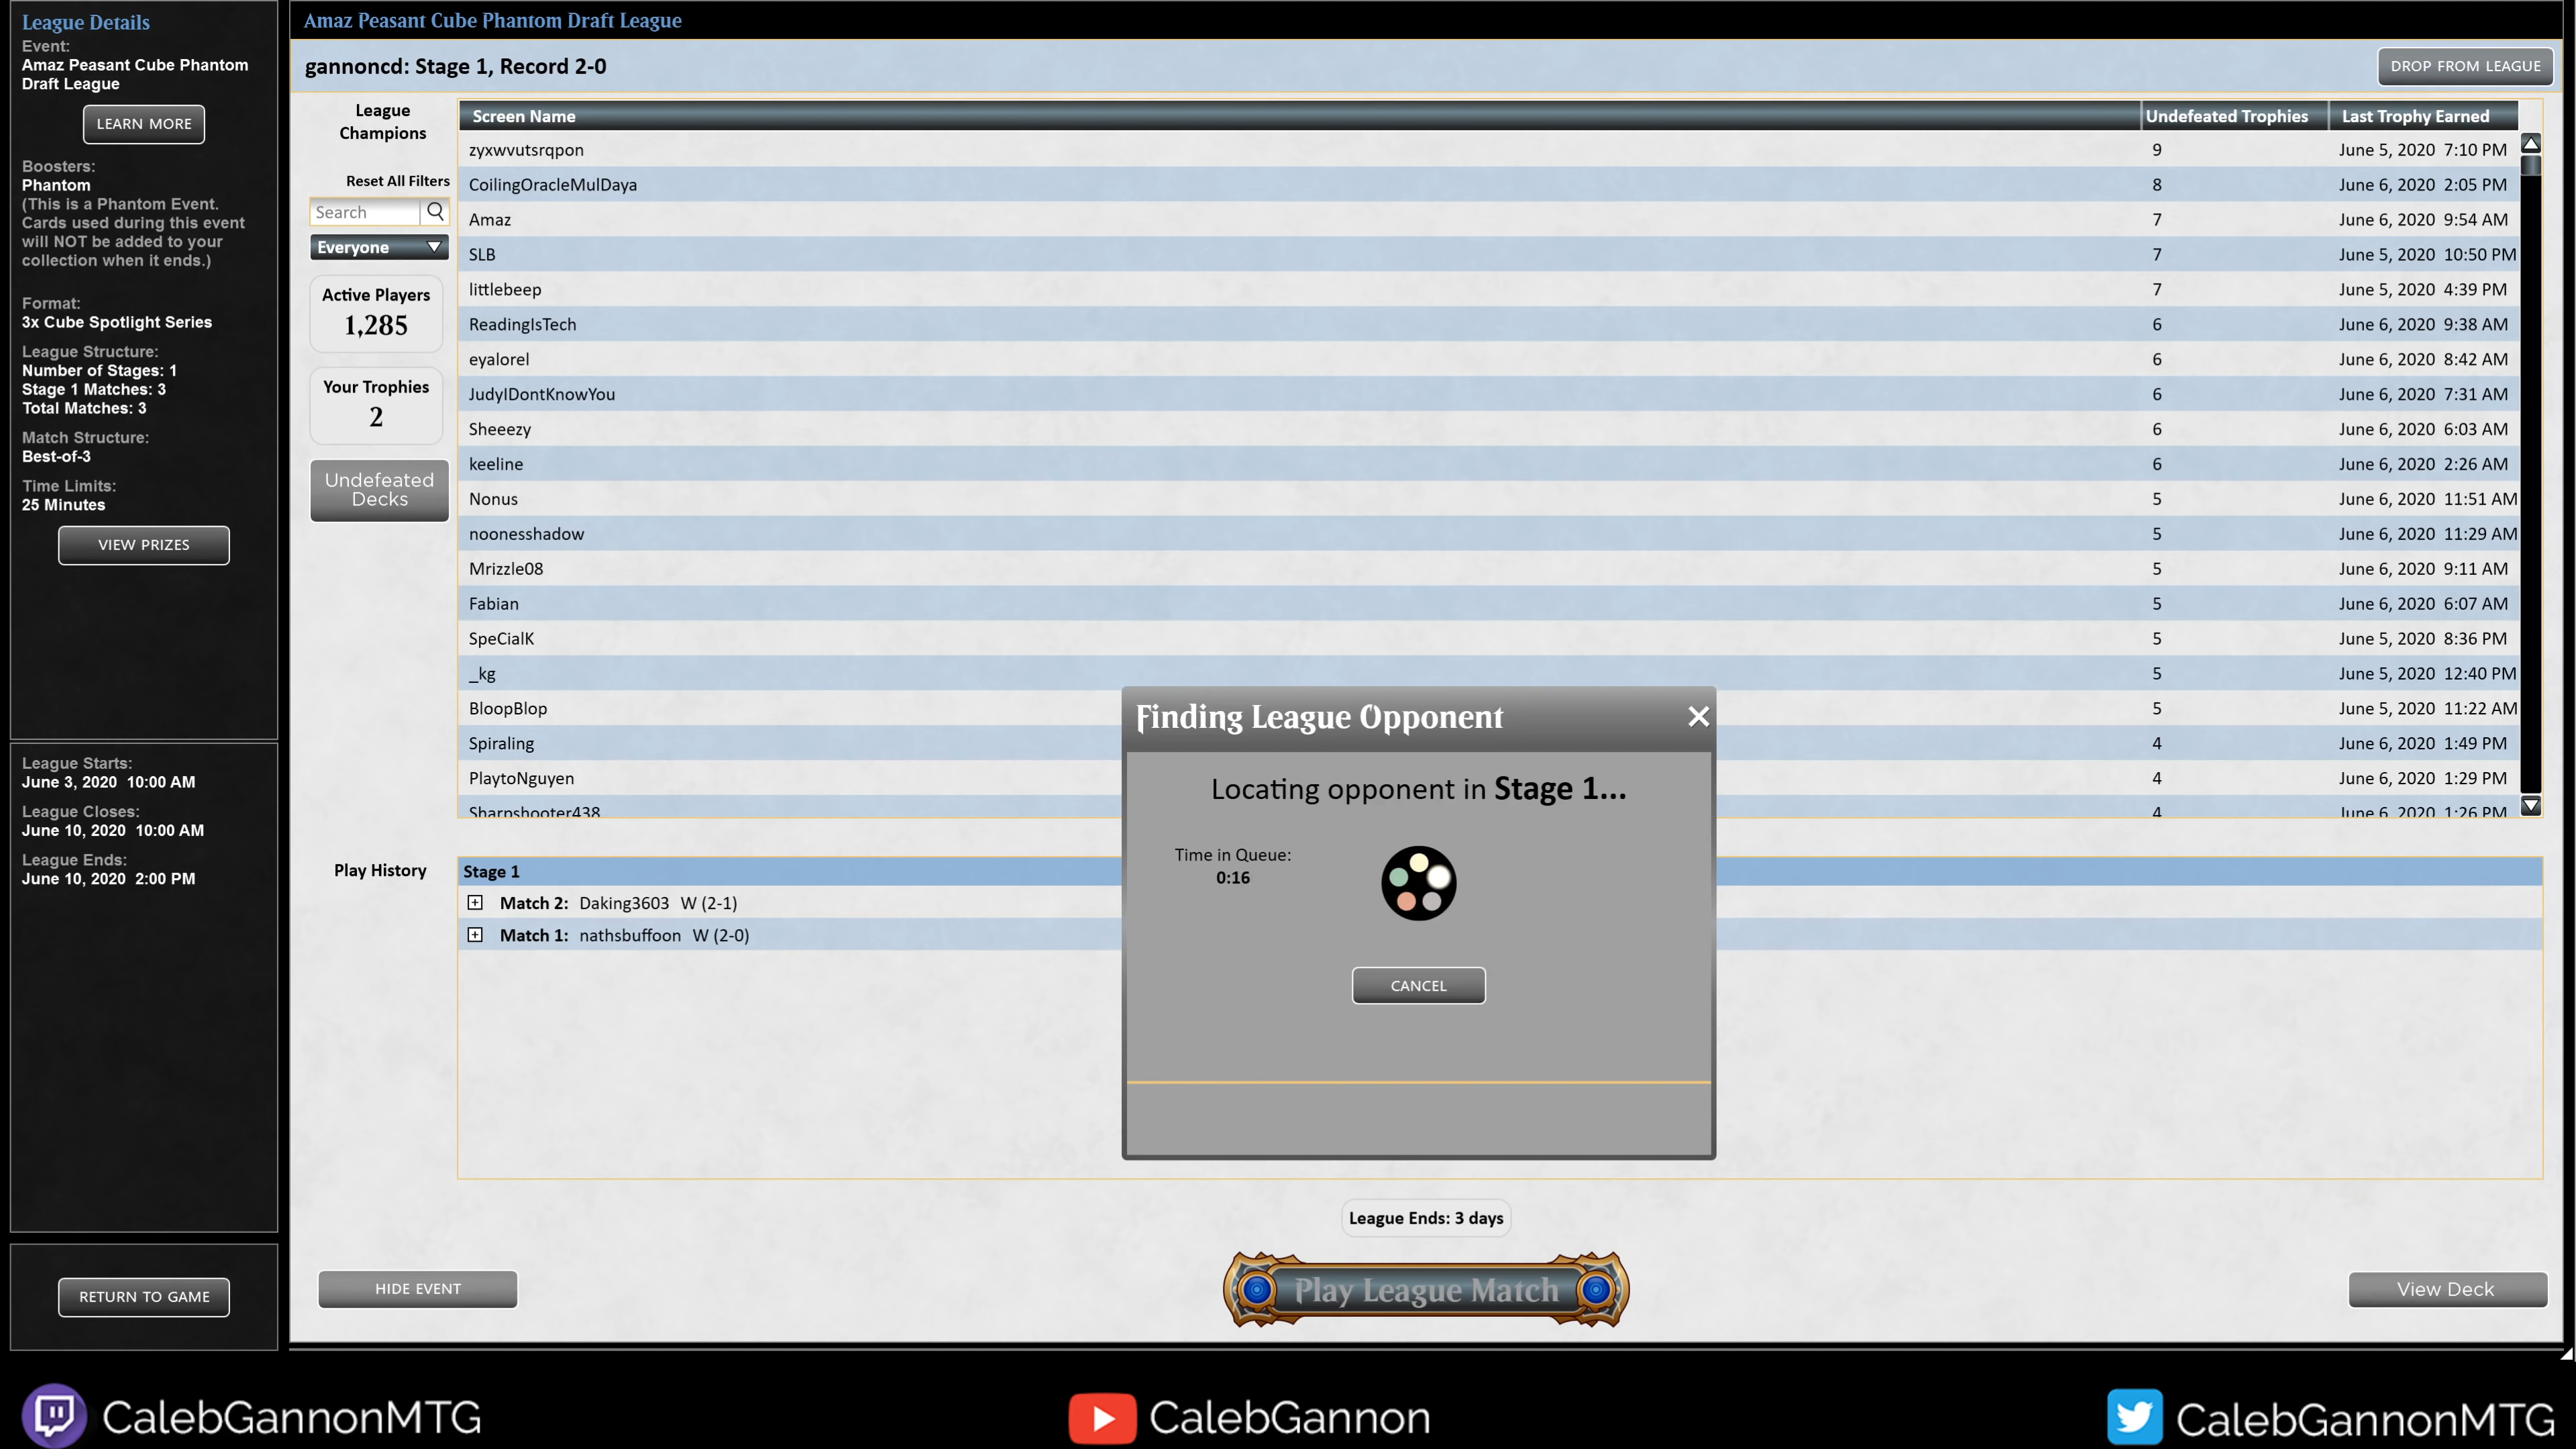 League Details
Event:
Amaz Peasant Cube Phantom
Draft League
LEARN MORE
Boosters:
Phantom
(This is a Phantom Event.
Cards used during this event
will NOT be added to your
collection when it ends.)
Format:
3x Cube Spotlight Series
League Structure:
Number of Stages: 1
Stage 1 Matches: 3
Total Matches: 3
Match Structure:
Best-of-3
Time Limits:
25 Minutes
VIEW PRIZES
League Starts:
June 3, 2020 10:00 AM
League Closes:
June 10, 2020 10:00 AM
League Ends:
June 10, 2020 2:00 PM
RETURN TO GAME
Amaz Peasant Cube Phantom Draft League
gannoncd: Stage 1, Record 2-0
DROP FROM LEAGUE
League
Champions
Reset All Filters
Search
Everyone
Active Players
1,285
Your Trophies
2
Undefeated
Decks
Screen Name Undefeated Trophies Last Trophy Earned
zyxwvutsrqpon 9 June 5, 2020 7:10 PM
CoilingOracleMulDaya 8 June 6, 2020 2:05 PM
Amaz 7 June 6, 2020 9:54 AM
SLB 7 June 5, 2020 10:50 PM
littlebeep 7 June 5, 2020 4:39 PM
ReadingIsTech 6 June 6, 2020 9:38 AM
eyalorel 6 June 6, 2020 8:42 AM
JudyIDontKnowYou 6 June 6, 2020 7:31 AM
Sheeezy 6 June 6, 2020 6:03 AM
keeline 6 June 6, 2020 2:26 AM
Nonus 5 June 6, 2020 11:51 AM
noonesshadow 5 June 6, 2020 11:29 AM
Mrizzle08 5 June 6, 2020 9:11 AM
Fabian 5 June 6, 2020 6:07 AM
SpeCialK 5 June 5, 2020 8:36 PM
_kg 5 June 5, 2020 12:40 PM
BloopBlop 5 June 5, 2020 11:22 AM
Spiraling 4 June 6, 2020 1:49 PM
PlaytoNguyen 4 June 6, 2020 1:29 PM
Sharpshooter438 4 June 6, 2020 1:26 PM
Finding League Opponent
Locating opponent in Stage 1...
Time in Queue:
0:16
CANCEL
Play History
Stage 1
Match 2: Daking3603 W (2-1)
Match 1: nathsbuffoon W (2-0)
League Ends: 3 days
HIDE EVENT
Play League Match
View Deck
CalebGannonMTG
CalebGannon
CalebGannonMTG